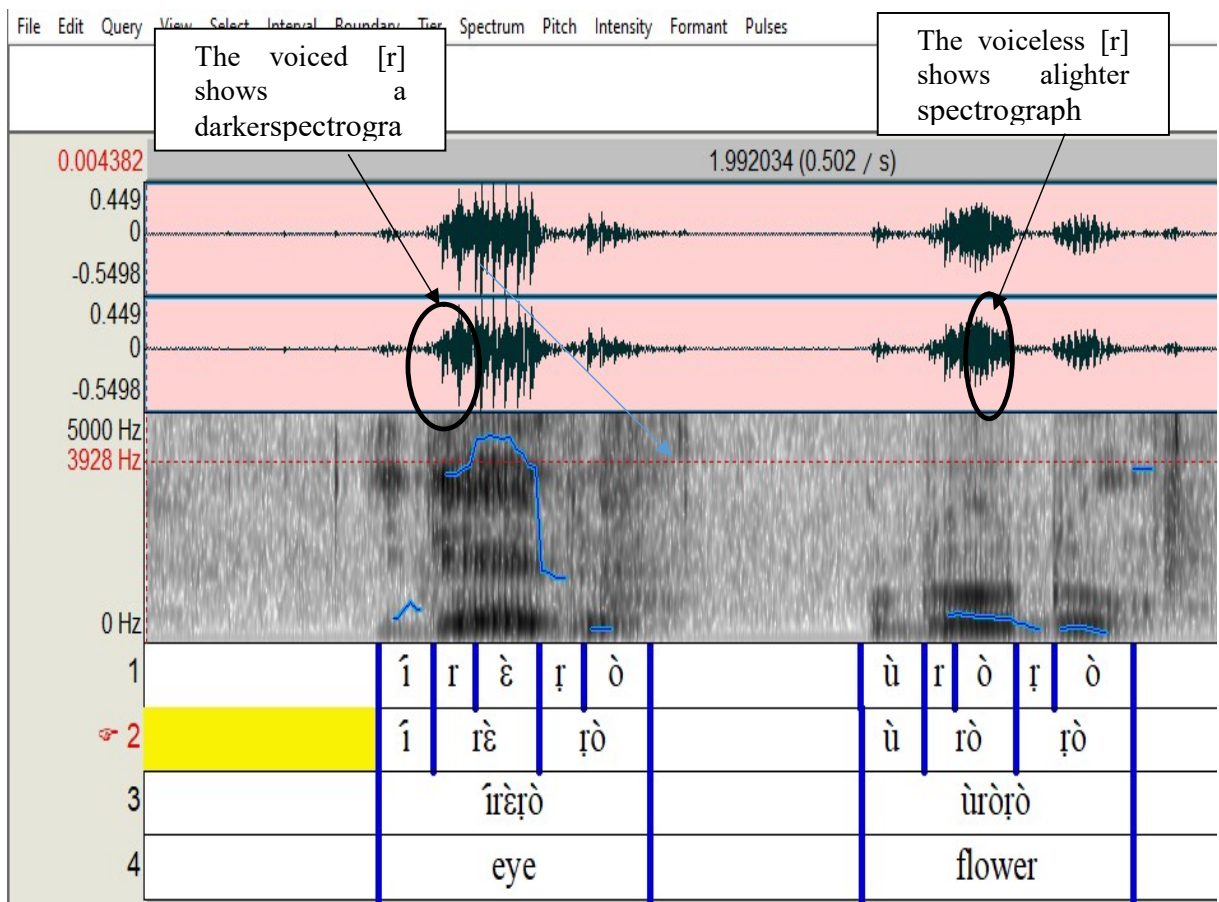 File Edit Query View Select Interval Boundary Tier Spectrum Pitch Intensity Formant Pulses
The voiced [r]
shows a
darkerspectrogra
The voiceless [r]
shows alighter
spectrograph
0.004382
1.992034 (0.502 / s)
0.449
0
-0.5498
0.449
0
-0.5498
5000 Hz
3928 Hz
0 Hz
1 î r ɛ̀ ṛ ò ù r ò ṛ ò
2 î rɛ̀ ṛò ù rò ṛò
3 îrɛ̀ṛò ùròṛò
4 eye flower